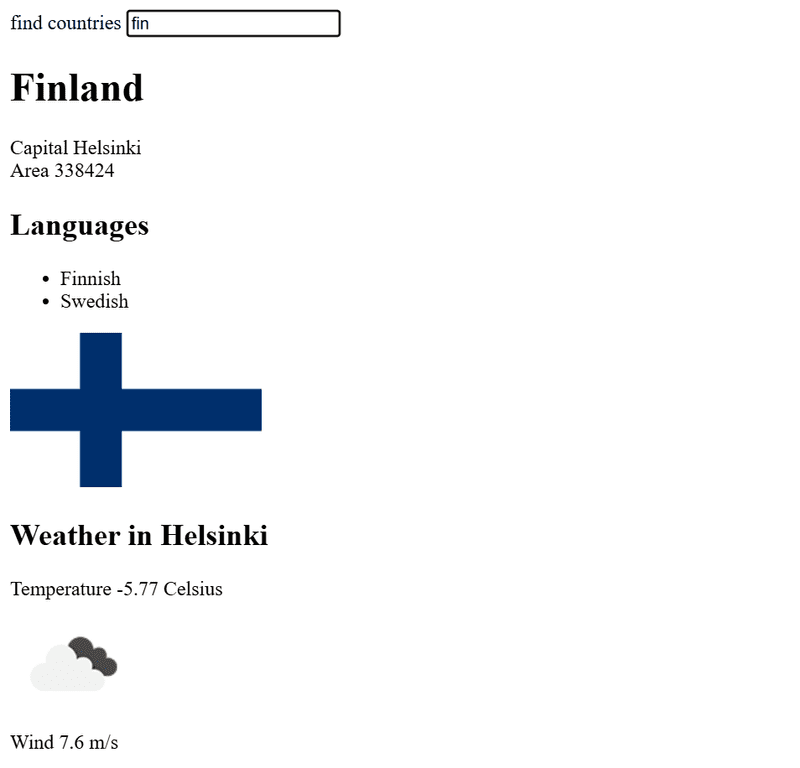 find countries fin
Finland
Capital Helsinki
Area 338424
Languages
Finnish
Swedish
Weather in Helsinki
Temperature -5.77 Celsius
Wind 7.6 m/s